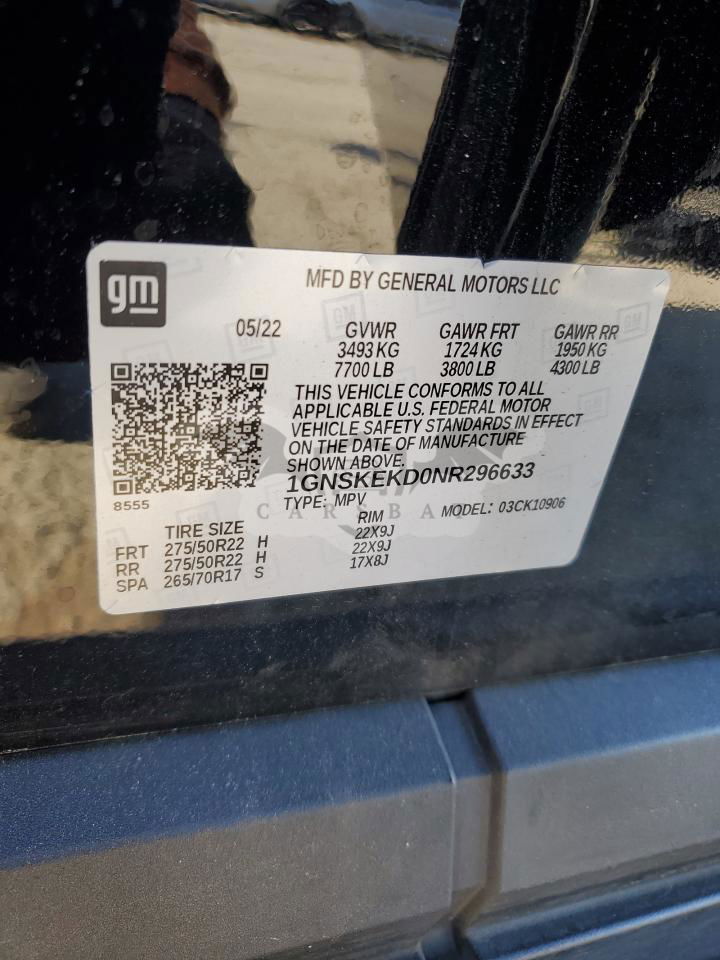 gm
MFD BY GENERAL MOTORS LLC
05/22 GVWR GAWR FRT GAWR RR
3493 KG 1724 KG 1950 KG
7700 LB 3800 LB 4300 LB
THIS VEHICLE CONFORMS TO ALL
APPLICABLE U.S. FEDERAL MOTOR
VEHICLE SAFETY STANDARDS IN EFFECT
ON THE DATE OF MANUFACTURE
SHOWN ABOVE.
1GNSKEKD0NR296633
8555
TYPE: MPV MODEL: 03CK10906
TIRE SIZE RIM
FRT 275/50R22 H 22X9J
RR 275/50R22 H 22X9J
SPA 265/70R17 S 17X8J